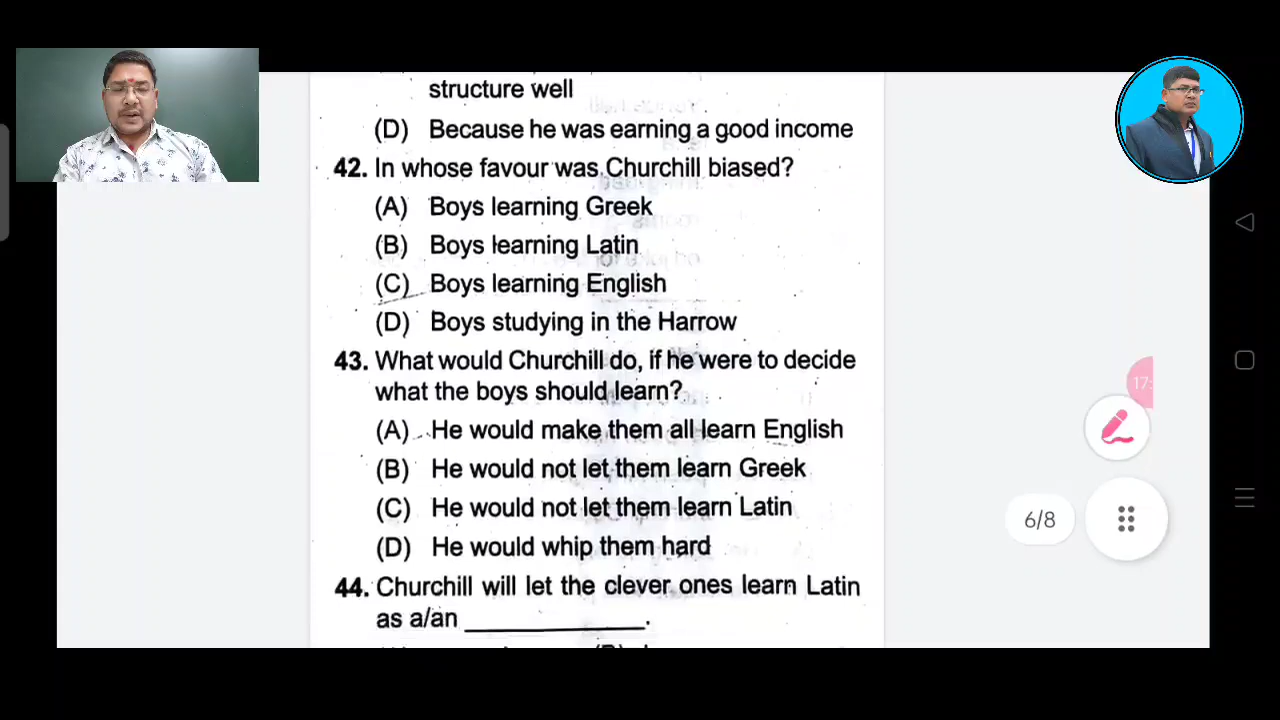 structure well
(D) Because he was earning a good income
42. In whose favour was Churchill biased?
(A) Boys learning Greek
(B) Boys learning Latin
(C) Boys learning English
(D) Boys studying in the Harrow
43. What would Churchill do, if he were to decide
what the boys should learn?
(A) He would make them all learn English
(B) He would not let them learn Greek
(C) He would not let them learn Latin
(D) He would whip them hard
44. Churchill will let the clever ones learn Latin
as a/an ____________.
17:
6/8